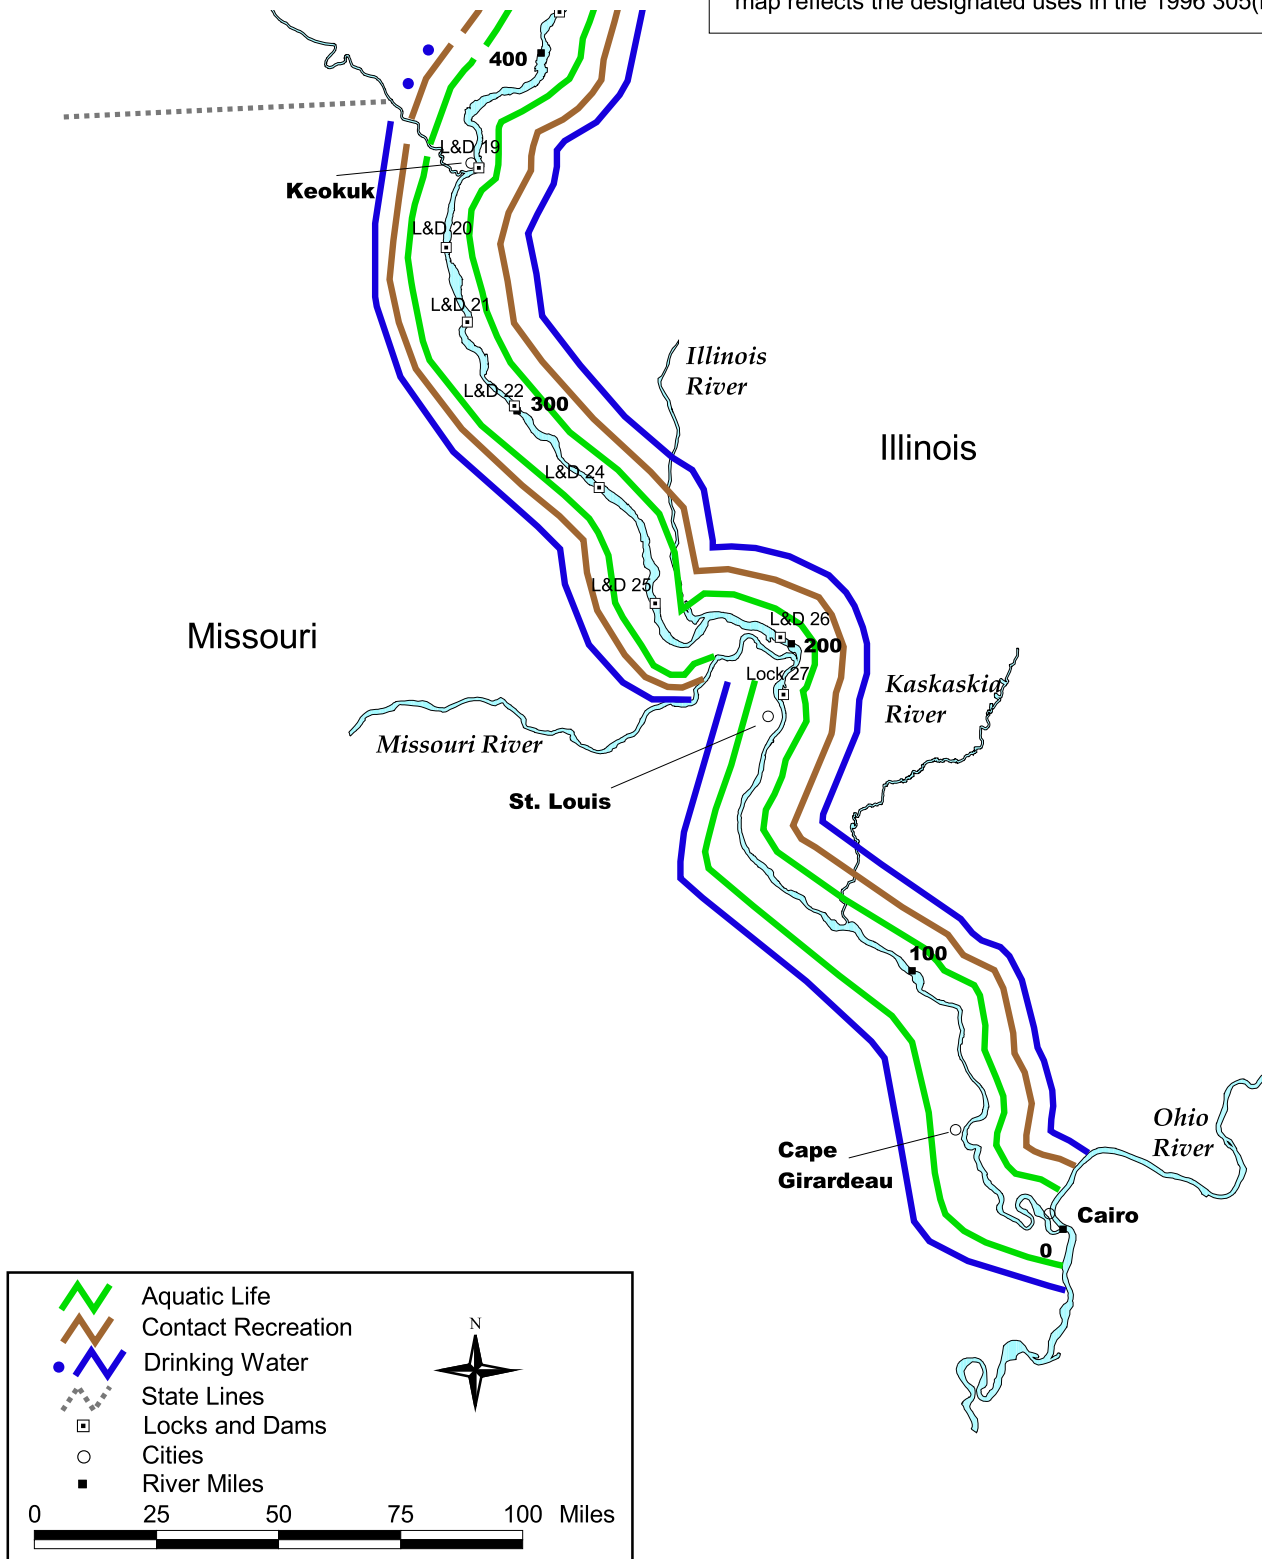 map reflects the designated uses in the 1996 305(
400
L&D 19
Keokuk
L&D 20
L&D 21
Illinois
River
L&D 22
300
Illinois
L&D 24
L&D 25
L&D 26
Missouri
200
Lock 27
Kaskaskia
River
Missouri River
St. Louis
100
Ohio
River
Cape
Girardeau
Cairo
0
Aquatic Life
Contact Recreation
Drinking Water
State Lines
Locks and Dams
Cities
River Miles
N
0 25 50 75 100 Miles